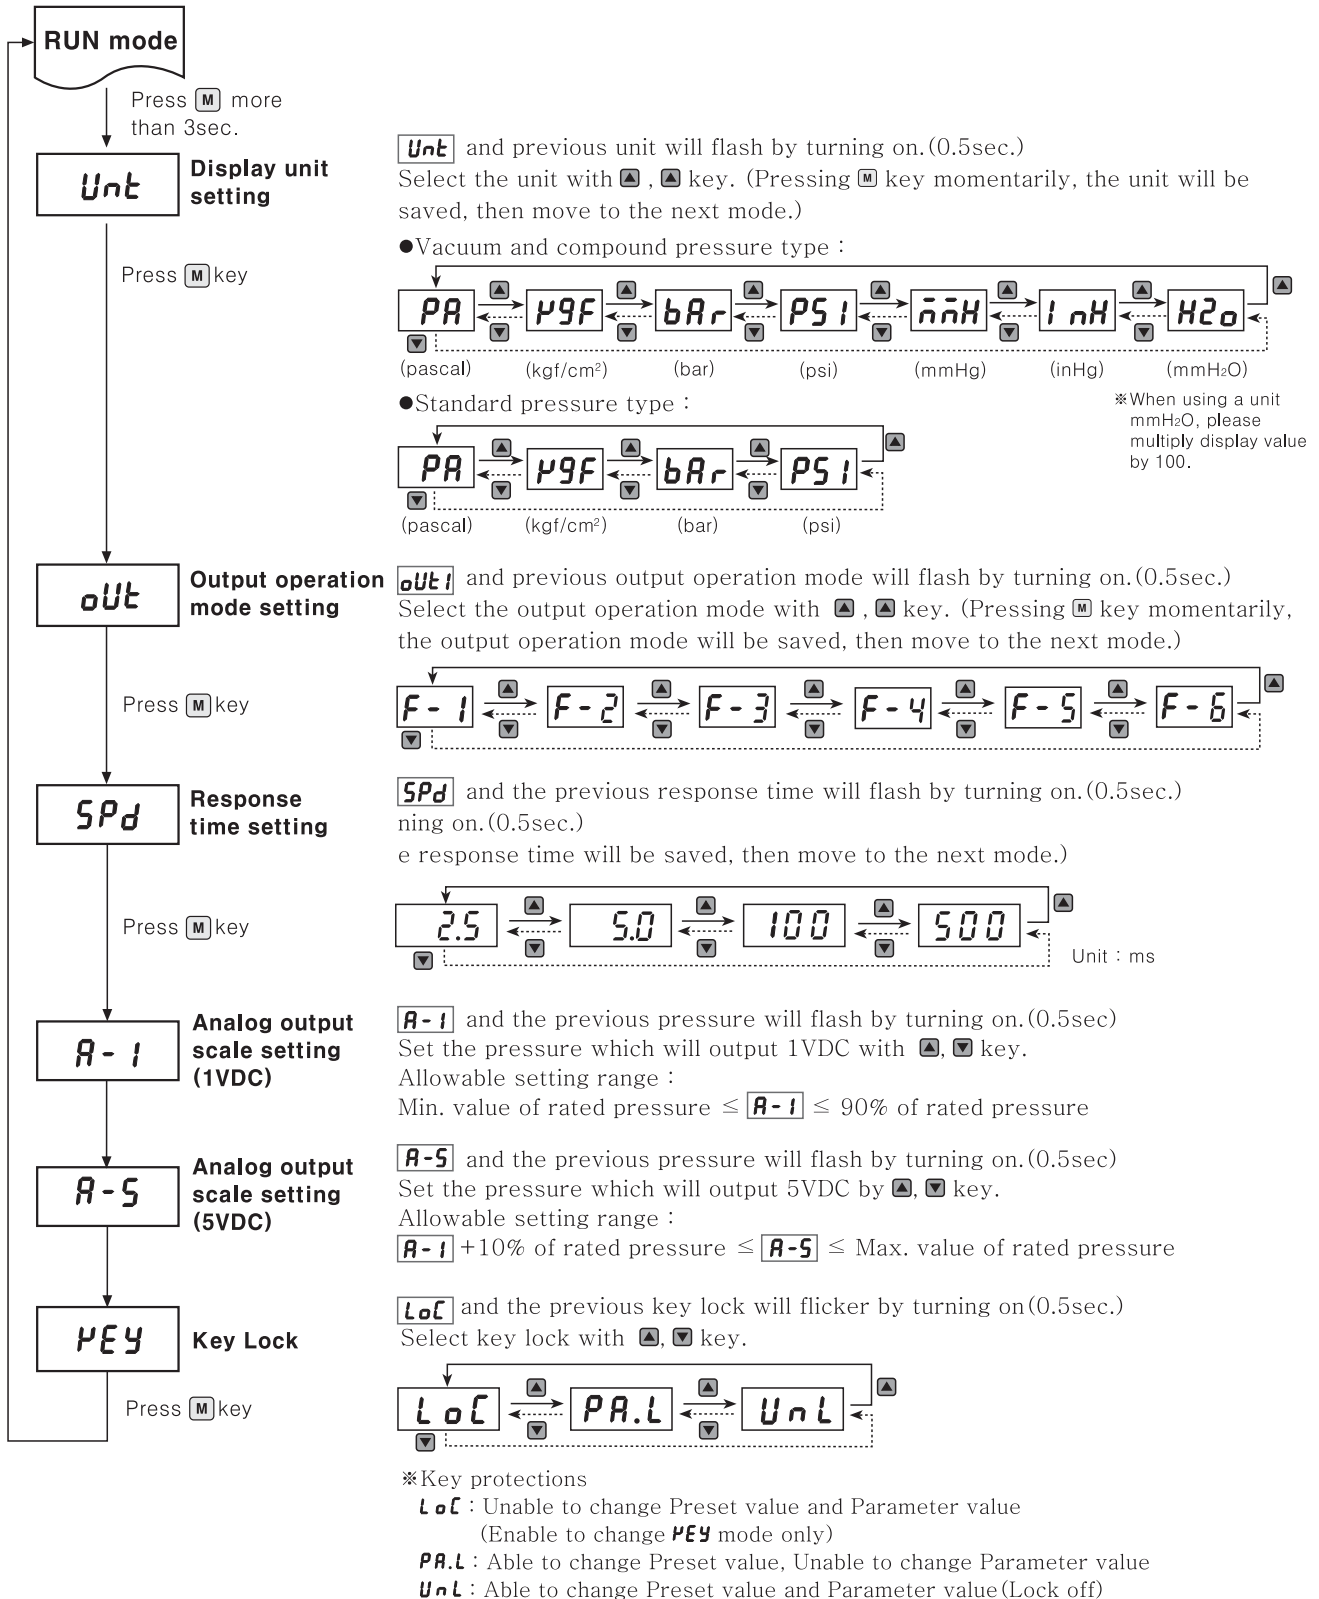 RUN mode
Press M more
than 3sec.
Unt
Display unit
setting
Unt and previous unit will flash by turning on.(0.5sec.)
Select the unit with ▲ , ▲ key. (Pressing M key momentarily, the unit will be
saved, then move to the next mode.)
Press M key
●Vacuum and compound pressure type :
PA KgF bAr PSI mmH InH H2o
(pascal) (kgf/cm²) (bar) (psi) (mmHg) (inHg) (mmH₂O)
●Standard pressure type :
※When using a unit
mmH₂O, please
multiply display value
by 100.
PA KgF bAr PSI
(pascal) (kgf/cm²) (bar) (psi)
oUt
Output operation
mode setting
oUt1 and previous output operation mode will flash by turning on.(0.5sec.)
Select the output operation mode with ▲ , ▲ key. (Pressing M key momentarily,
the output operation mode will be saved, then move to the next mode.)
Press M key
F-1 F-2 F-3 F-4 F-5 F-6
SPd
Response
time setting
SPd and the previous response time will flash by turning on.(0.5sec.)
ning on.(0.5sec.)
e response time will be saved, then move to the next mode.)
Press M key
2.5 5.0 100 500
Unit : ms
A-1
Analog output
scale setting
(1VDC)
A-1 and the previous pressure will flash by turning on.(0.5sec)
Set the pressure which will output 1VDC with ▲, ▼ key.
Allowable setting range :
Min. value of rated pressure ≤ A-1 ≤ 90% of rated pressure
A-5
Analog output
scale setting
(5VDC)
A-5 and the previous pressure will flash by turning on.(0.5sec)
Set the pressure which will output 5VDC by ▲, ▼ key.
Allowable setting range :
A-1 +10% of rated pressure ≤ A-5 ≤ Max. value of rated pressure
KEY
Key Lock
LoC and the previous key lock will flicker by turning on(0.5sec.)
Select key lock with ▲, ▼ key.
Press M key
LoC PA.L UnL
※Key protections
LoC : Unable to change Preset value and Parameter value
(Enable to change KEY mode only)
PA.L : Able to change Preset value, Unable to change Parameter value
UnL : Able to change Preset value and Parameter value(Lock off)